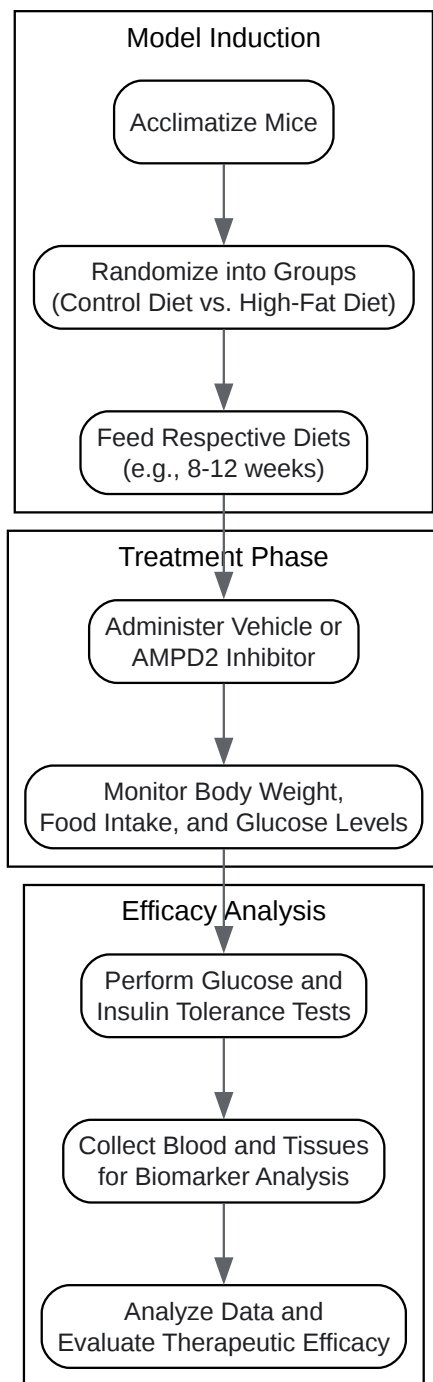 Model Induction
Acclimatize Mice
Randomize into Groups
(Control Diet vs. High-Fat Diet)
Feed Respective Diets
(e.g., 8-12 weeks)
Treatment Phase
Administer Vehicle or
AMPD2 Inhibitor
Monitor Body Weight,
Food Intake, and Glucose Levels
Efficacy Analysis
Perform Glucose and
Insulin Tolerance Tests
Collect Blood and Tissues
for Biomarker Analysis
Analyze Data and
Evaluate Therapeutic Efficacy